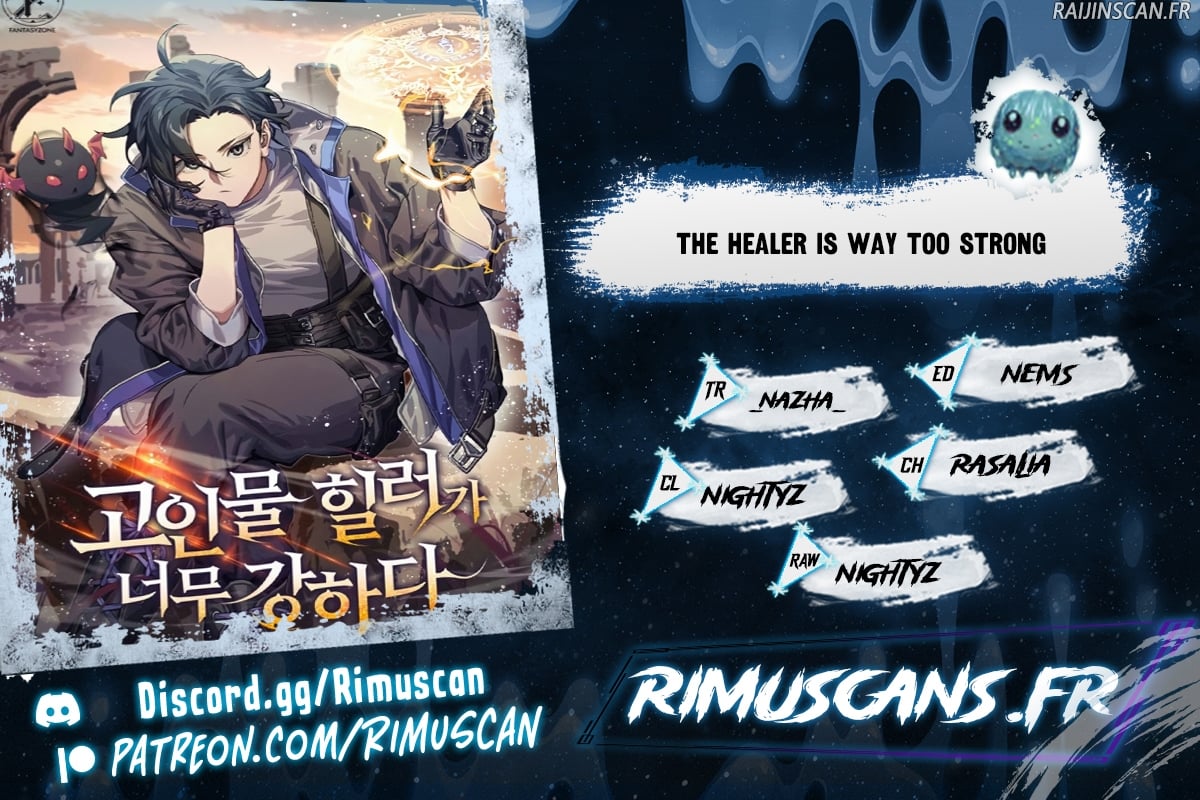 RAIJINSCAN.FR
FANTASYZONE
THE HEALER IS WAY TOO STRONG
TR
_NAZHA_
ED
NEMS
CL
NIGHTYZ
CH
RASALIA
RAW
NIGHTYZ
고인물 힐러가
너무 강하다
Discord.gg/Rimuscan
PATREON.COM/RIMUSCAN
RIMUSCANS.FR